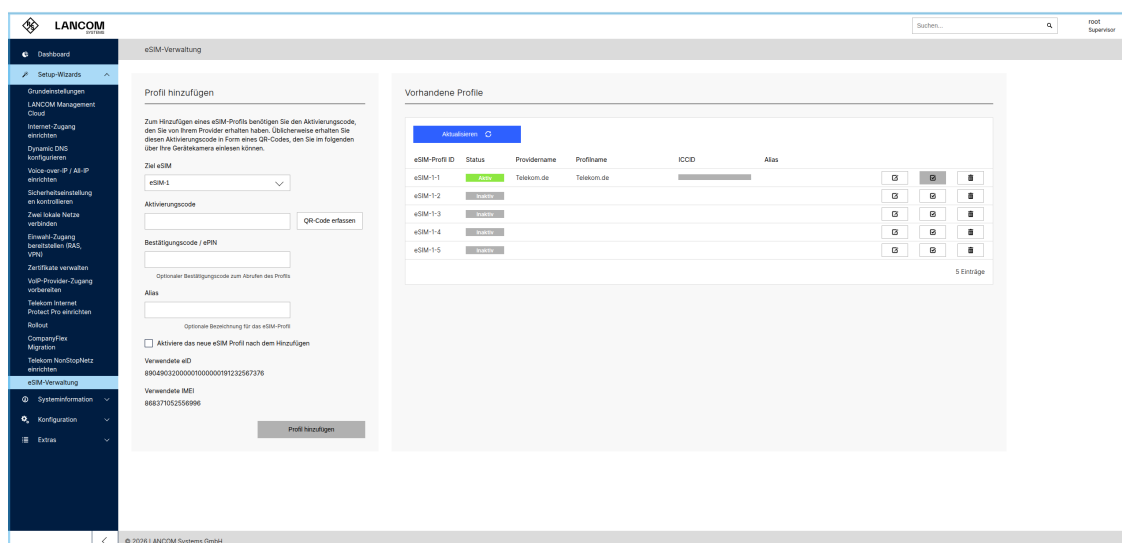 LANCOM
SYSTEMS
Suchen...
root
Supervisor
Dashboard
Setup-Wizards
Grundeinstellungen
LANCOM Management
Cloud
Internet-Zugang
einrichten
Dynamic DNS
konfigurieren
Voice-over-IP / All-IP
einrichten
Sicherheitseinstellung
en kontrollieren
Zwei lokale Netze
verbinden
Einwahl-Zugang
bereitstellen (RAS,
VPN)
Zertifikate verwalten
VoIP-Provider-Zugang
vorbereiten
Telekom Internet
Protect Pro einrichten
Rollout
CompanyFlex
Migration
Telekom NonStopNetz
einrichten
eSIM-Verwaltung
Systeminformation
Konfiguration
Extras
eSIM-Verwaltung
Profil hinzufügen
Zum Hinzufügen eines eSIM-Profils benötigen Sie den Aktivierungscode,
den Sie von Ihrem Provider erhalten haben. Üblicherweise erhalten Sie
diesen Aktivierungscode in Form eines QR-Codes, den Sie im folgenden
über Ihre Gerätekamera einlesen können.
Ziel eSIM
eSIM-1
Aktivierungscode
QR-Code erfassen
Bestätigungscode / ePIN
Optionaler Bestätigungscode zum Abrufen des Profils
Alias
Optionale Bezeichnung für das eSIM-Profil
Aktiviere das neue eSIM Profil nach dem Hinzufügen
Verwendete eID
89049032000001000000191232567376
Verwendete IMEI
868371052556996
Profil hinzufügen
Vorhandene Profile
Aktualisieren
eSIM-Profil ID Status Providername Profilname ICCID Alias
eSIM-1-1 Aktiv Telekom.de Telekom.de
eSIM-1-2 Inaktiv
eSIM-1-3 Inaktiv
eSIM-1-4 Inaktiv
eSIM-1-5 Inaktiv
5 Einträge
© 2026 LANCOM Systems GmbH